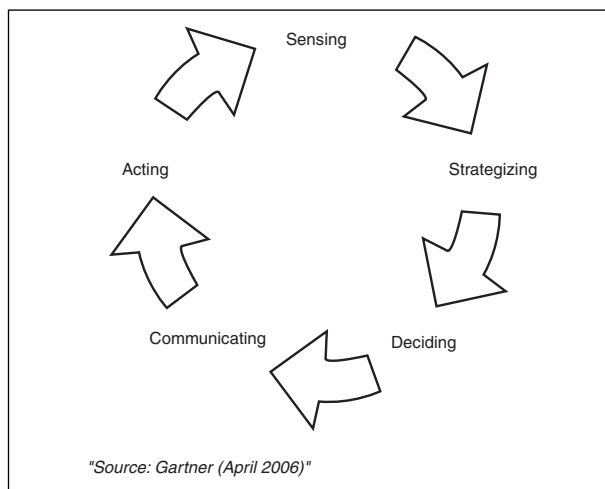 Sensing
Acting
Strategizing
Communicating
Deciding
"Source: Gartner (April 2006)"